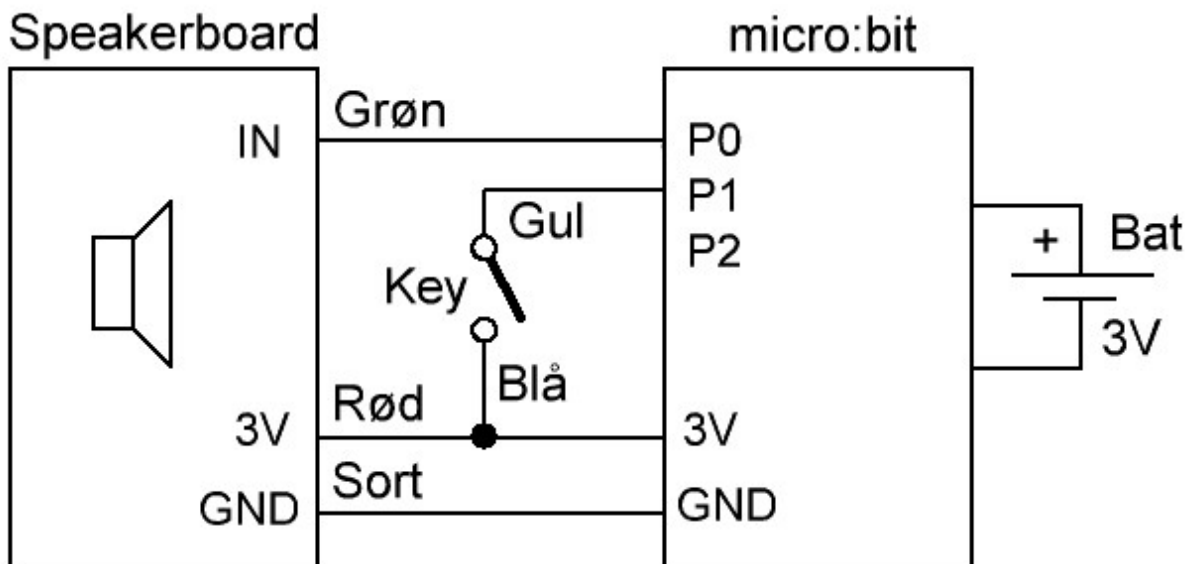 Speakerboard
micro:bit
Grøn
IN
P0
P1
Gul
P2
+
Bat
Key
3V
Blå
Rød
3V
3V
Sort
GND
GND